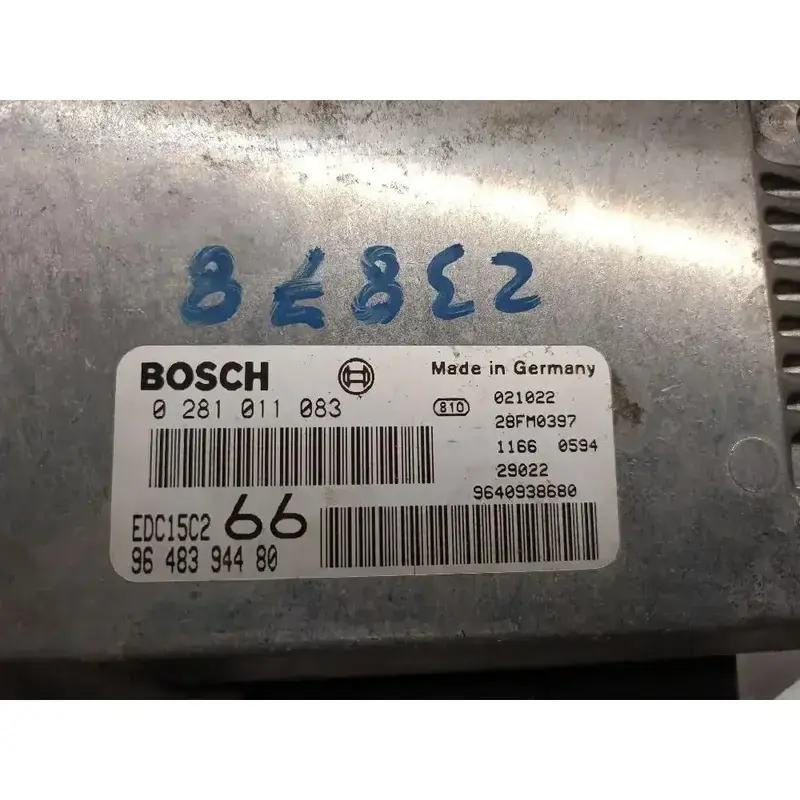 23878
BOSCH
Made in Germany
0 281 011 083
810
021022
28FM0397
1166 0594
29022
9640938680
EDC15C2 66
96 483 944 80